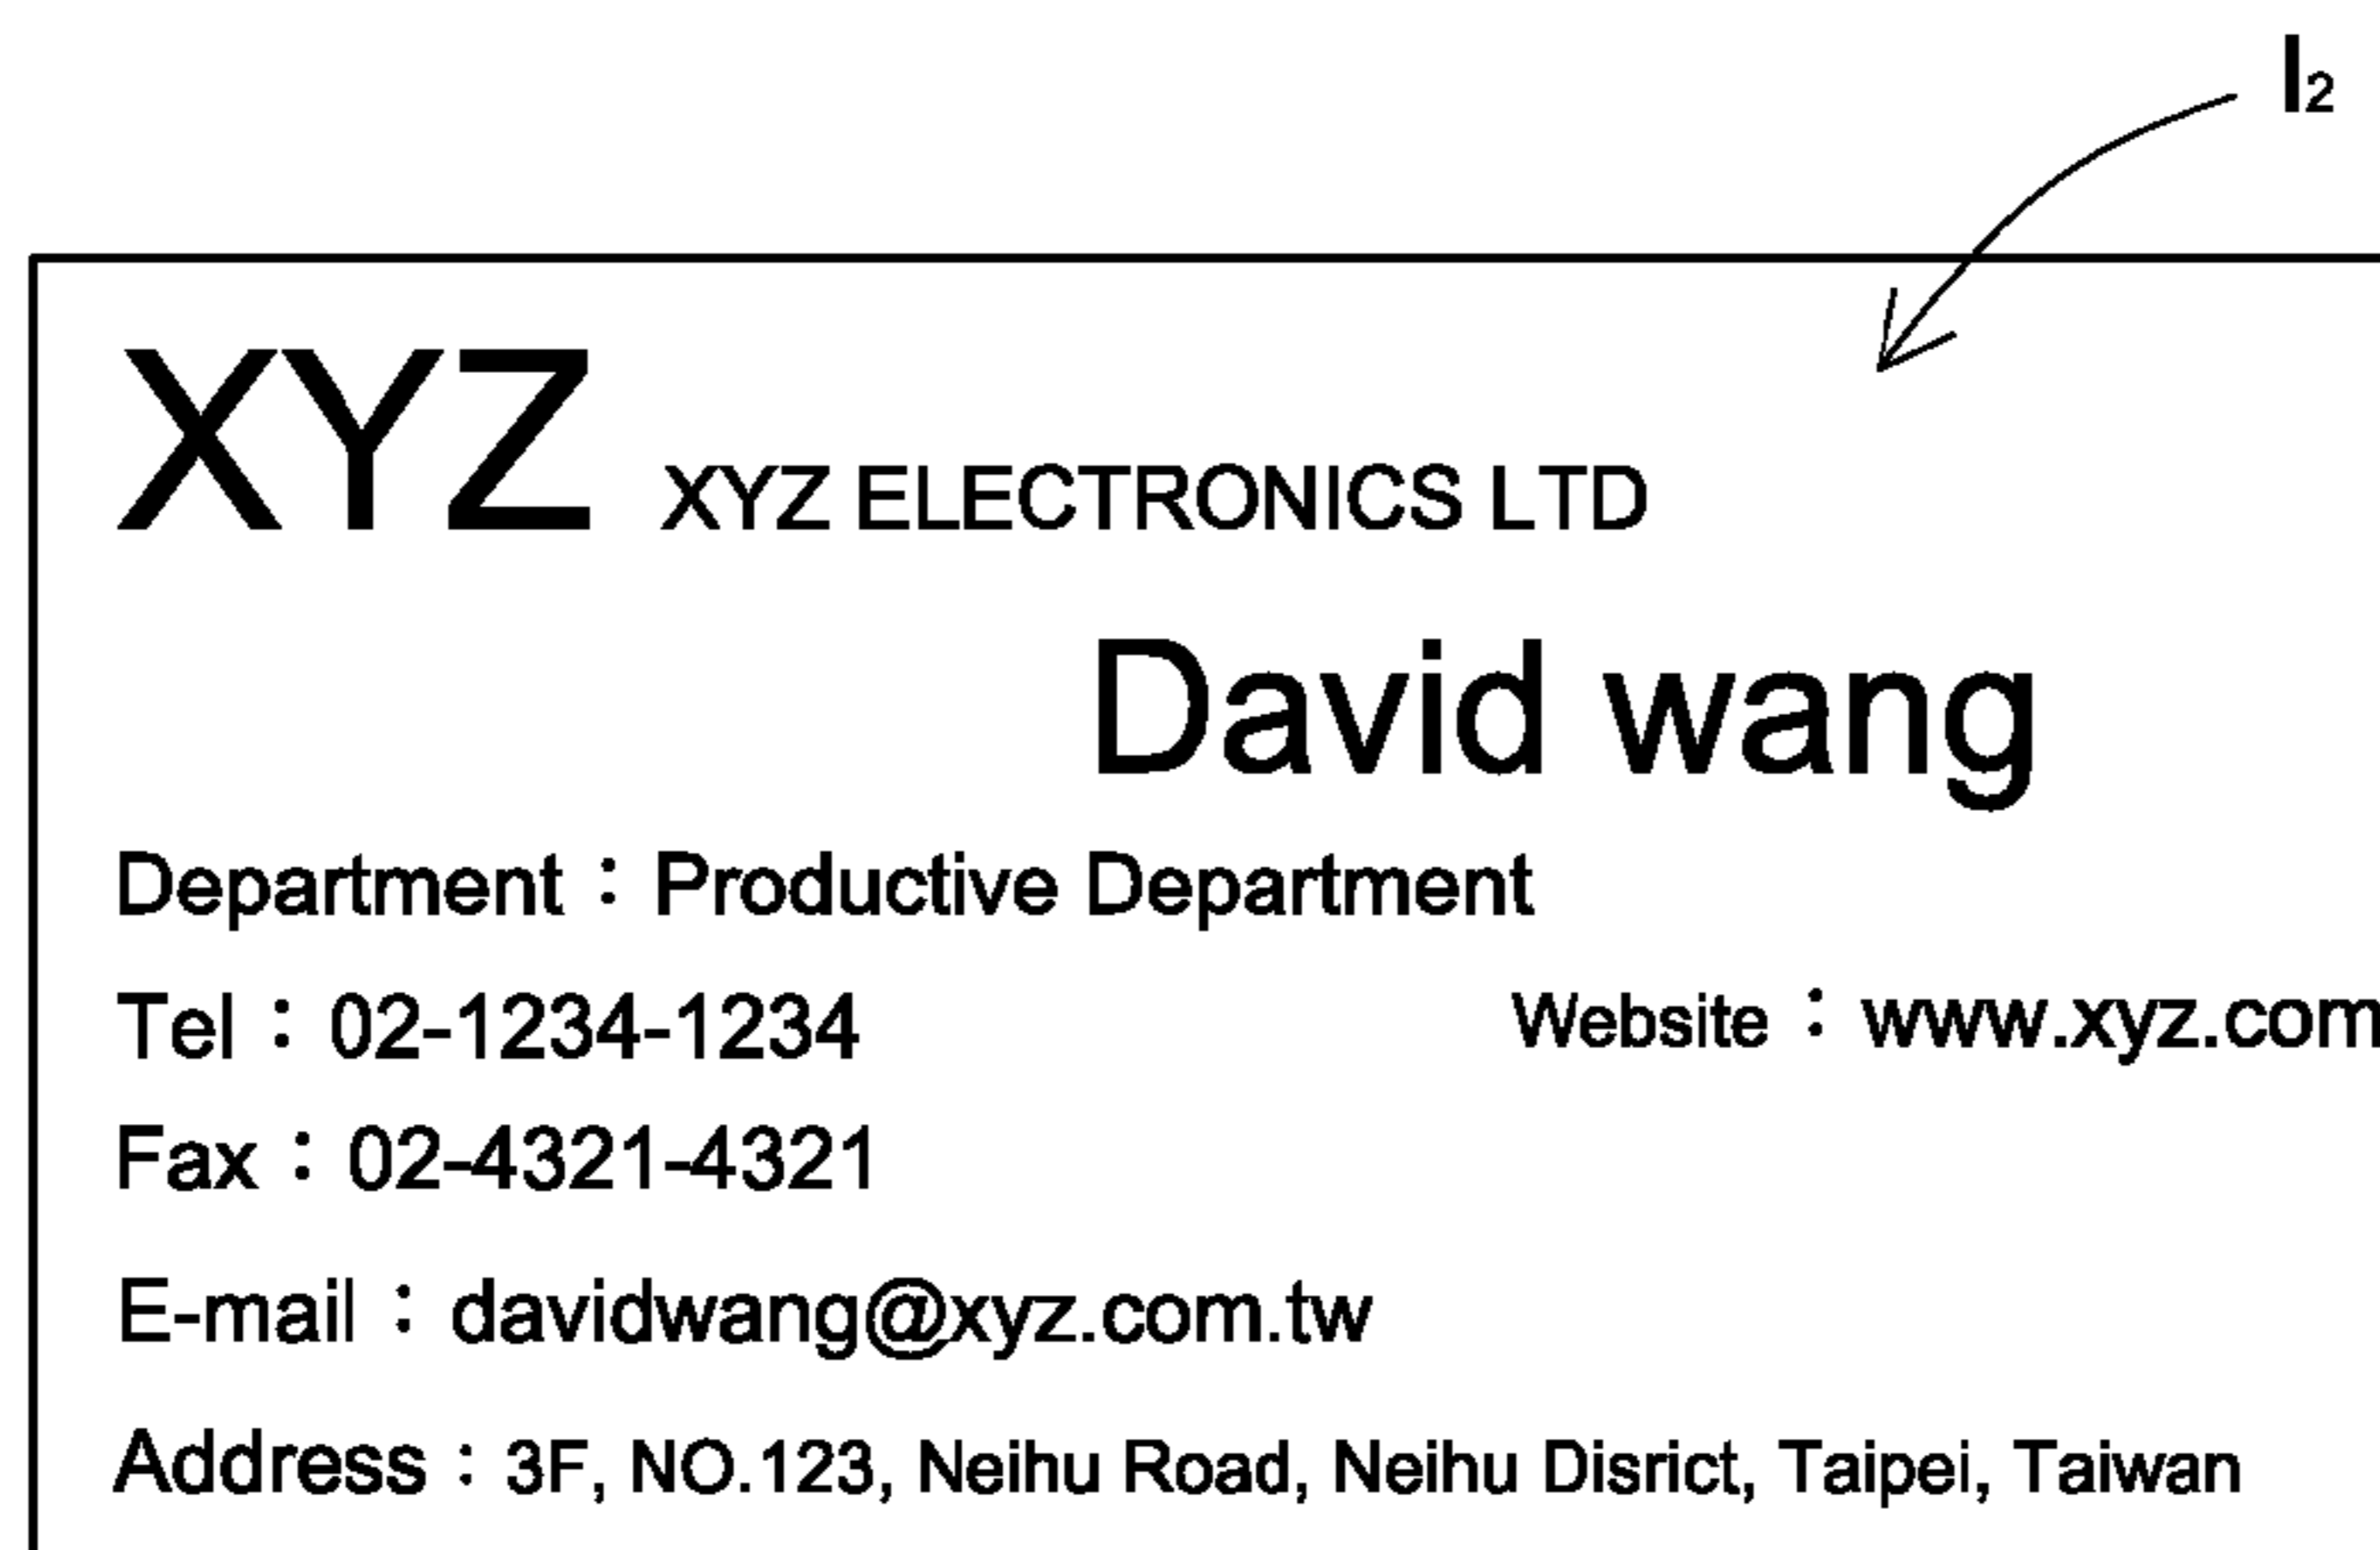 I2
XYZ XYZ ELECTRONICS LTD
David wang
Department：Productive Department
Tel：02-1234-1234 Website：www.xyz.com
Fax：02-4321-4321
E-mail：davidwang@xyz.com.tw
Address：3F, NO.123, Neihu Road, Neihu Disrict, Taipei, Taiwan